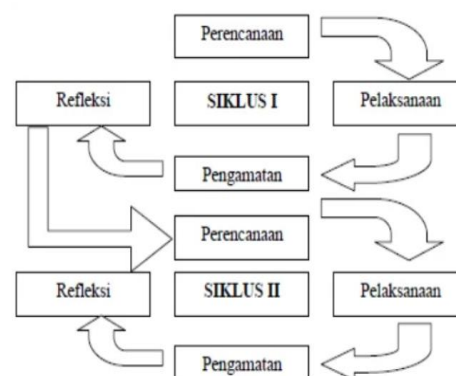 Perencanaan
Refleksi
SIKLUS I
Pelaksanaan
Pengamatan
Perencanaan
Refleksi
SIKLUS II
Pelaksanaan
Pengamatan